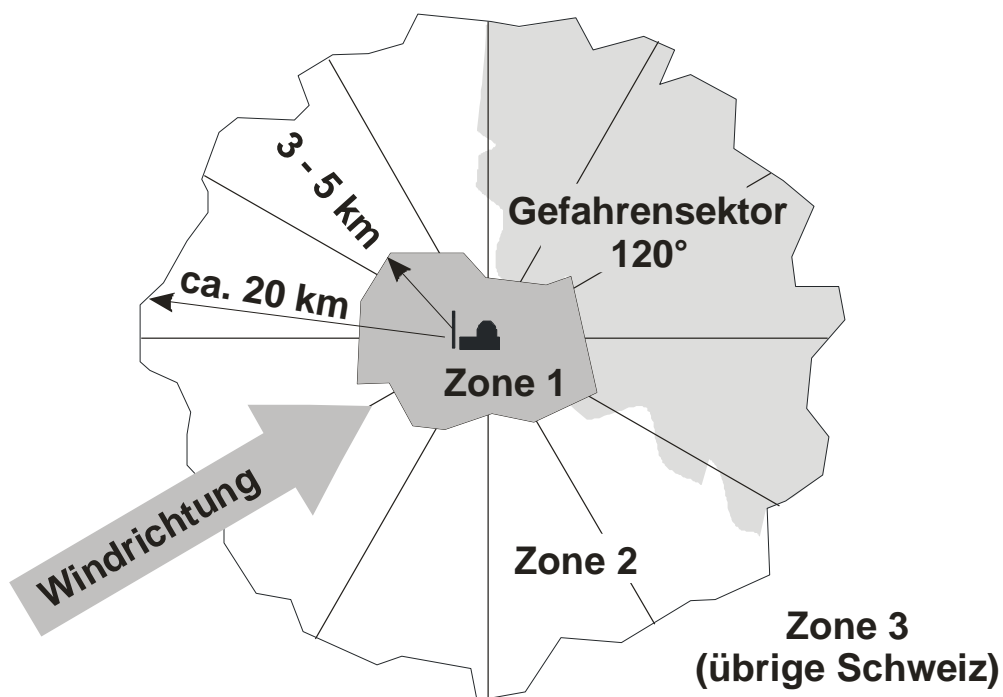 3 - 5 km
Gefahrensektor
120°
ca. 20 km
Zone 1
Windrichtung
Zone 2
Zone 3
(übrige Schweiz)